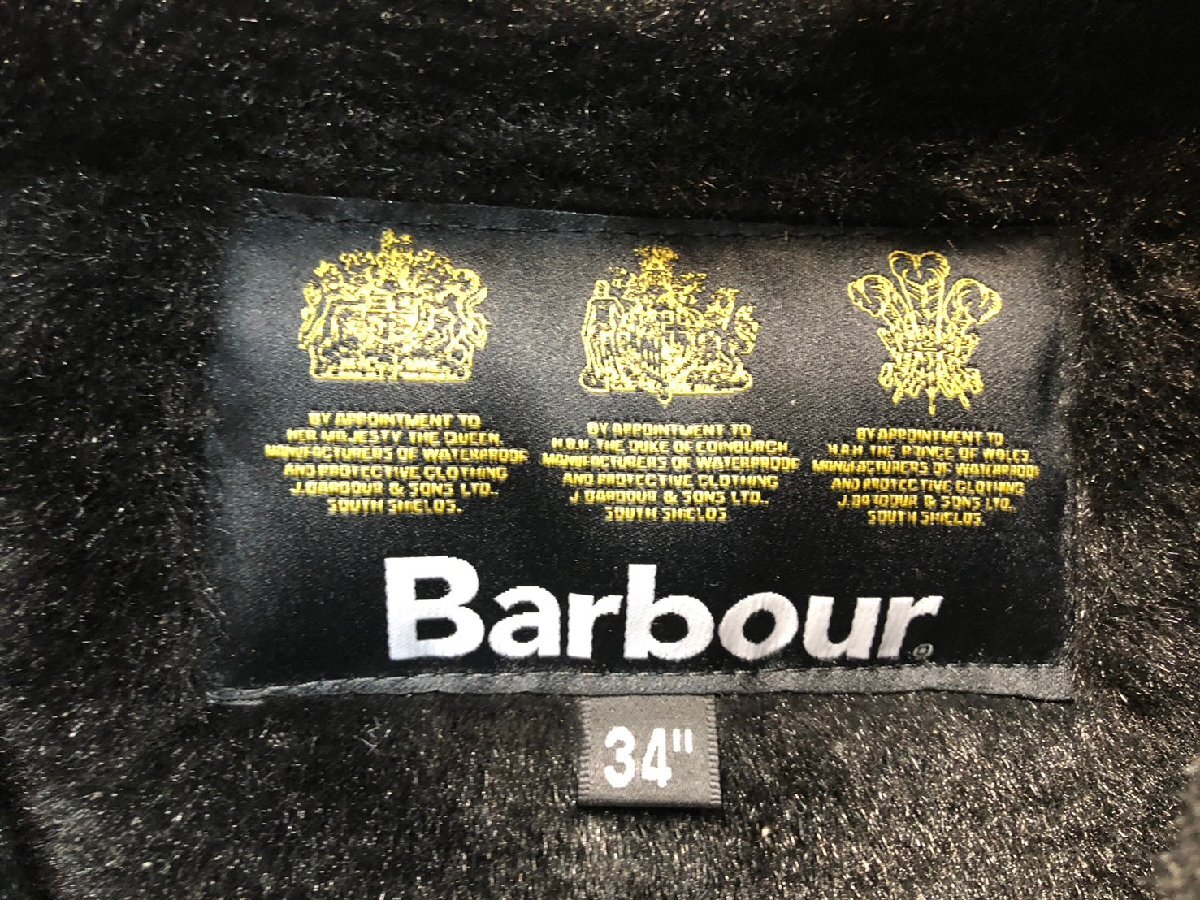 BY APPOINTMENT TO
HER MAJESTY THE QUEEN
MANUFACTURERS OF WATERPROOF
AND PROTECTIVE CLOTHING
J. BARBOUR & SONS LTD.,
SOUTH SHIELDS.
BY APPOINTMENT TO
H.R.H. THE DUKE OF EDINBURGH
MANUFACTURERS OF WATERPROOF
AND PROTECTIVE CLOTHING
J. BARBOUR & SONS LTD.,
SOUTH SHIELDS
BY APPOINTMENT TO
H.R.H. THE PRINCE OF WALES
MANUFACTURERS OF WATERPROOF
AND PROTECTIVE CLOTHING
J. BARBOUR & SONS LTD,
SOUTH SHIELDS.
Barbour®
34"